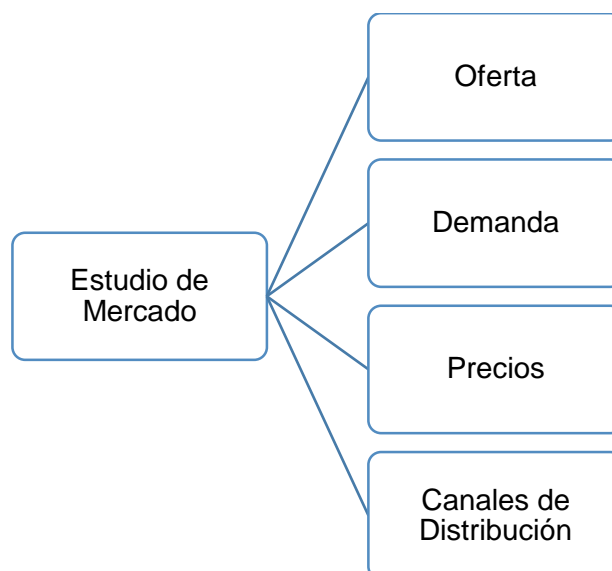 Oferta
Demanda
Estudio de
Mercado
Precios
Canales de
Distribución